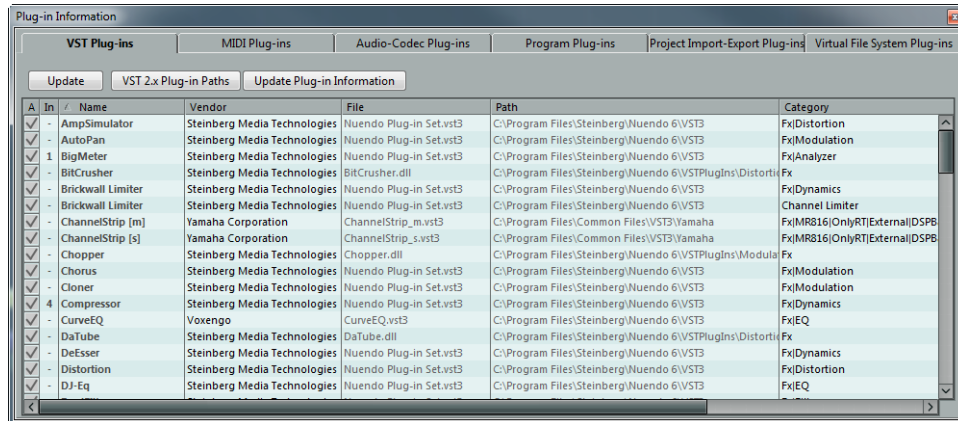 Plug-in Information
VST Plug-ins MIDI Plug-ins Audio-Codec Plug-ins Program Plug-ins Project Import-Export Plug-ins Virtual File System Plug-ins
Update VST 2.x Plug-in Paths Update Plug-in Information
A In Name Vendor File Path Category
- AmpSimulator Steinberg Media Technologies Nuendo Plug-in Set.vst3 C:\Program Files\Steinberg\Nuendo 6\VST3 Fx|Distortion
- AutoPan Steinberg Media Technologies Nuendo Plug-in Set.vst3 C:\Program Files\Steinberg\Nuendo 6\VST3 Fx|Modulation
1 BigMeter Steinberg Media Technologies Nuendo Plug-in Set.vst3 C:\Program Files\Steinberg\Nuendo 6\VST3 Fx|Analyzer
- BitCrusher Steinberg Media Technologies BitCrusher.dll C:\Program Files\Steinberg\Nuendo 6\VSTPlugIns\Distortic Fx
- Brickwall Limiter Steinberg Media Technologies Nuendo Plug-in Set.vst3 C:\Program Files\Steinberg\Nuendo 6\VST3 Fx|Dynamics
- Brickwall Limiter Steinberg Media Technologies Nuendo Plug-in Set.vst3 C:\Program Files\Steinberg\Nuendo 6\VST3 Channel Limiter
- ChannelStrip [m] Yamaha Corporation ChannelStrip_m.vst3 C:\Program Files\Common Files\VST3\Yamaha Fx|MR816|OnlyRT|External|DSPB
- ChannelStrip [s] Yamaha Corporation ChannelStrip_s.vst3 C:\Program Files\Common Files\VST3\Yamaha Fx|MR816|OnlyRT|External|DSPB
- Chopper Steinberg Media Technologies Chopper.dll C:\Program Files\Steinberg\Nuendo 6\VSTPlugIns\Modula Fx
- Chorus Steinberg Media Technologies Nuendo Plug-in Set.vst3 C:\Program Files\Steinberg\Nuendo 6\VST3 Fx|Modulation
- Cloner Steinberg Media Technologies Nuendo Plug-in Set.vst3 C:\Program Files\Steinberg\Nuendo 6\VST3 Fx|Modulation
4 Compressor Steinberg Media Technologies Nuendo Plug-in Set.vst3 C:\Program Files\Steinberg\Nuendo 6\VST3 Fx|Dynamics
- CurveEQ Voxengo CurveEQ.vst3 C:\Program Files\Steinberg\Nuendo 6\VST3 Fx|EQ
- DaTube Steinberg Media Technologies DaTube.dll C:\Program Files\Steinberg\Nuendo 6\VSTPlugIns\Distortic Fx
- DeEsser Steinberg Media Technologies Nuendo Plug-in Set.vst3 C:\Program Files\Steinberg\Nuendo 6\VST3 Fx|Dynamics
- Distortion Steinberg Media Technologies Nuendo Plug-in Set.vst3 C:\Program Files\Steinberg\Nuendo 6\VST3 Fx|Distortion
- DJ-Eq Steinberg Media Technologies Nuendo Plug-in Set.vst3 C:\Program Files\Steinberg\Nuendo 6\VST3 Fx|EQ